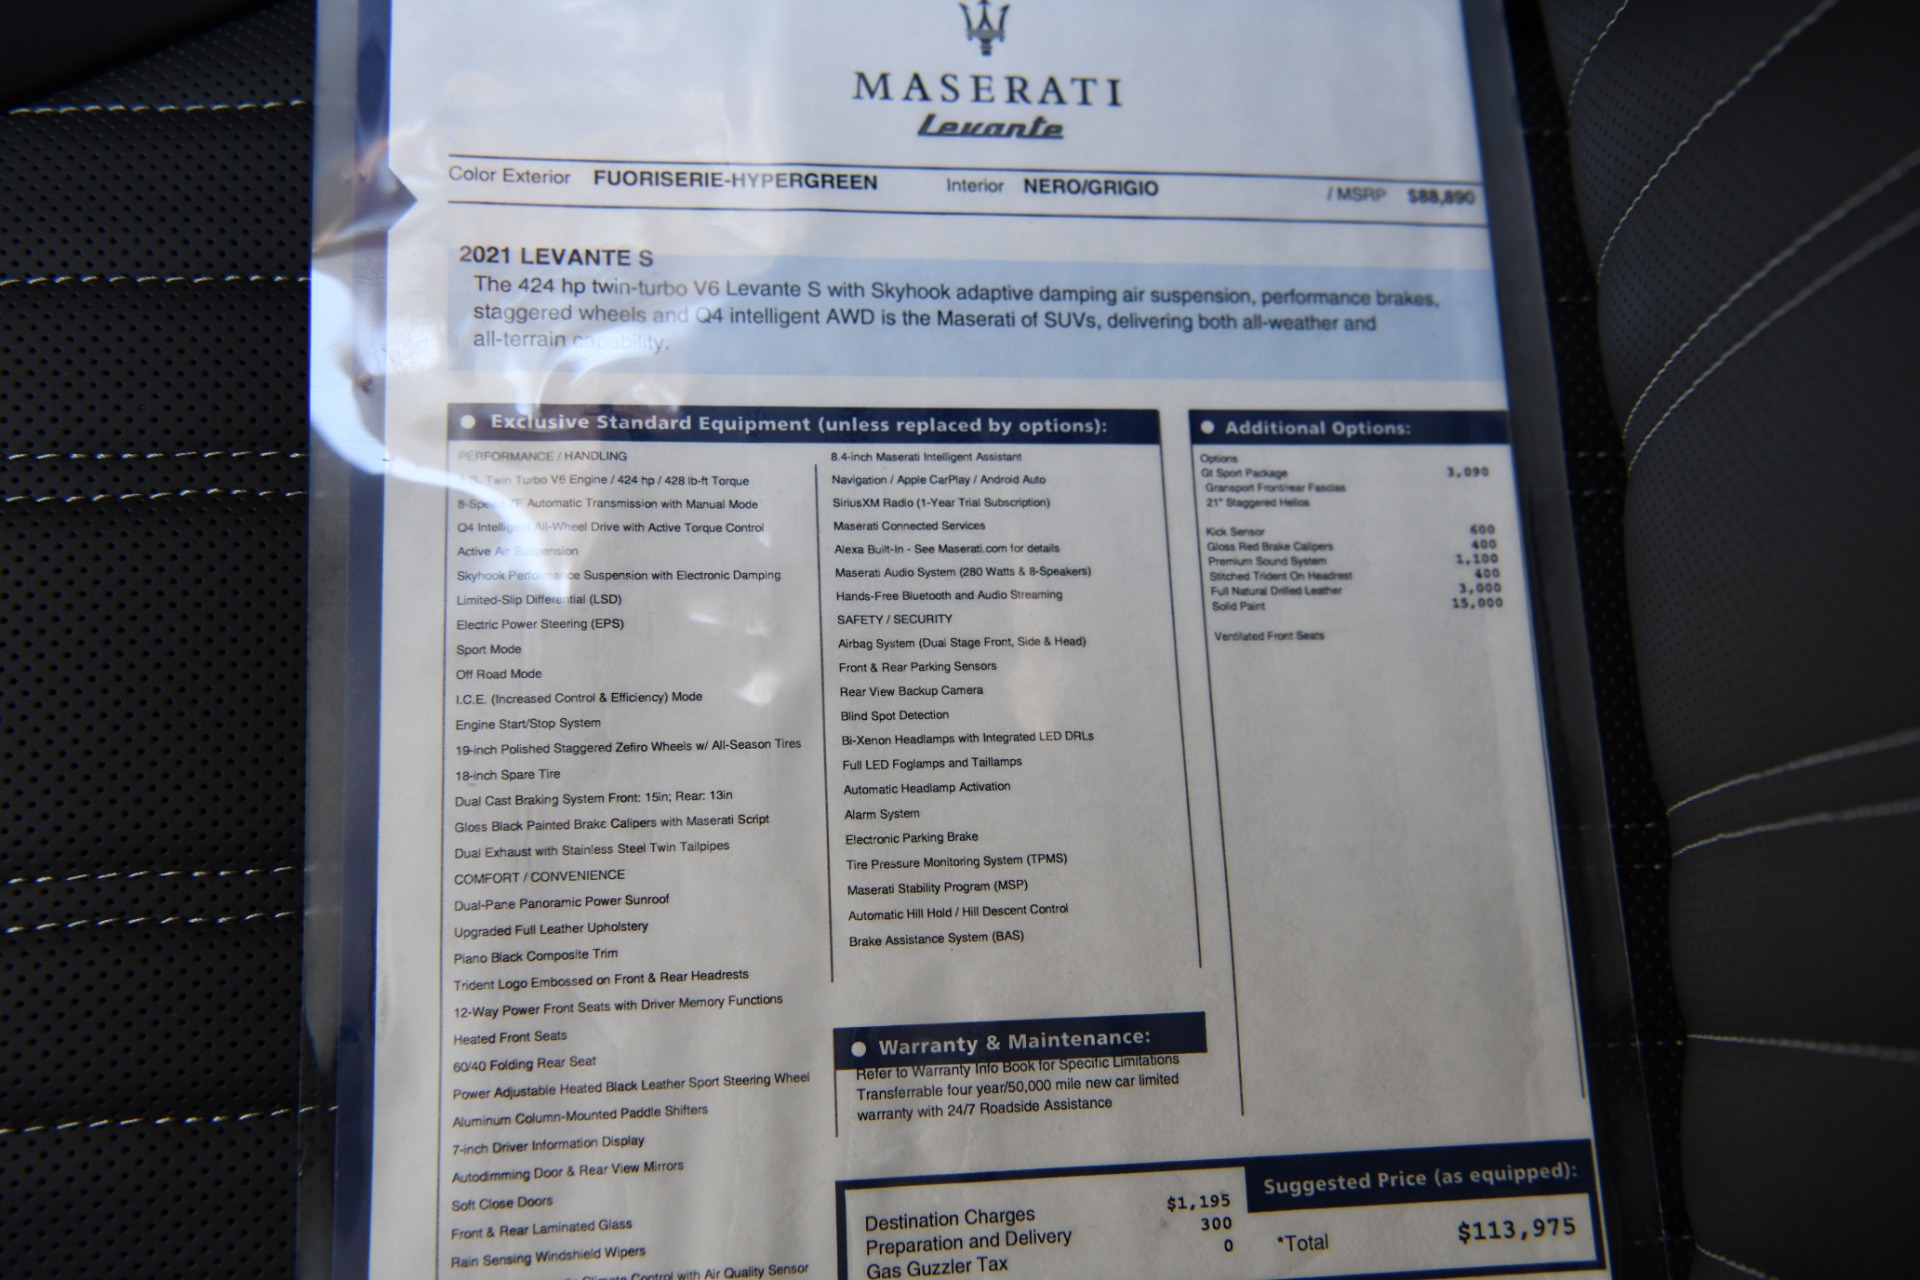 MASERATI
Levante
Color Exterior FUORISERIE-HYPERGREEN Interior NERO/GRIGIO / MSRP $88,890
2021 LEVANTE S
The 424 hp twin-turbo V6 Levante S with Skyhook adaptive damping air suspension, performance brakes,
staggered wheels and Q4 intelligent AWD is the Maserati of SUVs, delivering both all-weather and
all-terrain capability.
● Exclusive Standard Equipment (unless replaced by options):
PERFORMANCE / HANDLING
Twin Turbo V6 Engine / 424 hp / 428 lb-ft Torque
8-Speed ZF Automatic Transmission with Manual Mode
Q4 Intelligent All-Wheel Drive with Active Torque Control
Active Air Suspension
Skyhook Performance Suspension with Electronic Damping
Limited-Slip Differential (LSD)
Electric Power Steering (EPS)
Sport Mode
Off Road Mode
I.C.E. (Increased Control & Efficiency) Mode
Engine Start/Stop System
19-inch Polished Staggered Zefiro Wheels w/ All-Season Tires
18-inch Spare Tire
Dual Cast Braking System Front: 15in; Rear: 13in
Gloss Black Painted Brake Calipers with Maserati Script
Dual Exhaust with Stainless Steel Twin Tailpipes
COMFORT / CONVENIENCE
Dual-Pane Panoramic Power Sunroof
Upgraded Full Leather Upholstery
Piano Black Composite Trim
Trident Logo Embossed on Front & Rear Headrests
12-Way Power Front Seats with Driver Memory Functions
Heated Front Seats
60/40 Folding Rear Seat
Power Adjustable Heated Black Leather Sport Steering Wheel
Aluminum Column-Mounted Paddle Shifters
7-inch Driver Information Display
Autodimming Door & Rear View Mirrors
Soft Close Doors
Front & Rear Laminated Glass
Rain Sensing Windshield Wipers
Climate Control with Air Quality Sensor
8.4-inch Maserati Intelligent Assistant
Navigation / Apple CarPlay / Android Auto
SiriusXM Radio (1-Year Trial Subscription)
Maserati Connected Services
Alexa Built-In - See Maserati.com for details
Maserati Audio System (280 Watts & 8-Speakers)
Hands-Free Bluetooth and Audio Streaming
SAFETY / SECURITY
Airbag System (Dual Stage Front, Side & Head)
Front & Rear Parking Sensors
Rear View Backup Camera
Blind Spot Detection
Bi-Xenon Headlamps with Integrated LED DRLs
Full LED Foglamps and Taillamps
Automatic Headlamp Activation
Alarm System
Electronic Parking Brake
Tire Pressure Monitoring System (TPMS)
Maserati Stability Program (MSP)
Automatic Hill Hold / Hill Descent Control
Brake Assistance System (BAS)
● Additional Options:
Options
Gt Sport Package 3,090
Gransport Front/rear Fascias
21" Staggered Helios
Kick Sensor 600
Gloss Red Brake Calipers 400
Premium Sound System 1,100
Stitched Trident On Headrest 400
Full Natural Drilled Leather 3,000
Solid Paint 15,000
Ventilated Front Seats
● Warranty & Maintenance:
Refer to Warranty Info Book for Specific Limitations
Transferrable four year/50,000 mile new car limited
warranty with 24/7 Roadside Assistance
Destination Charges $1,195
Preparation and Delivery 300
Gas Guzzler Tax 0
Suggested Price (as equipped):
*Total $113,975